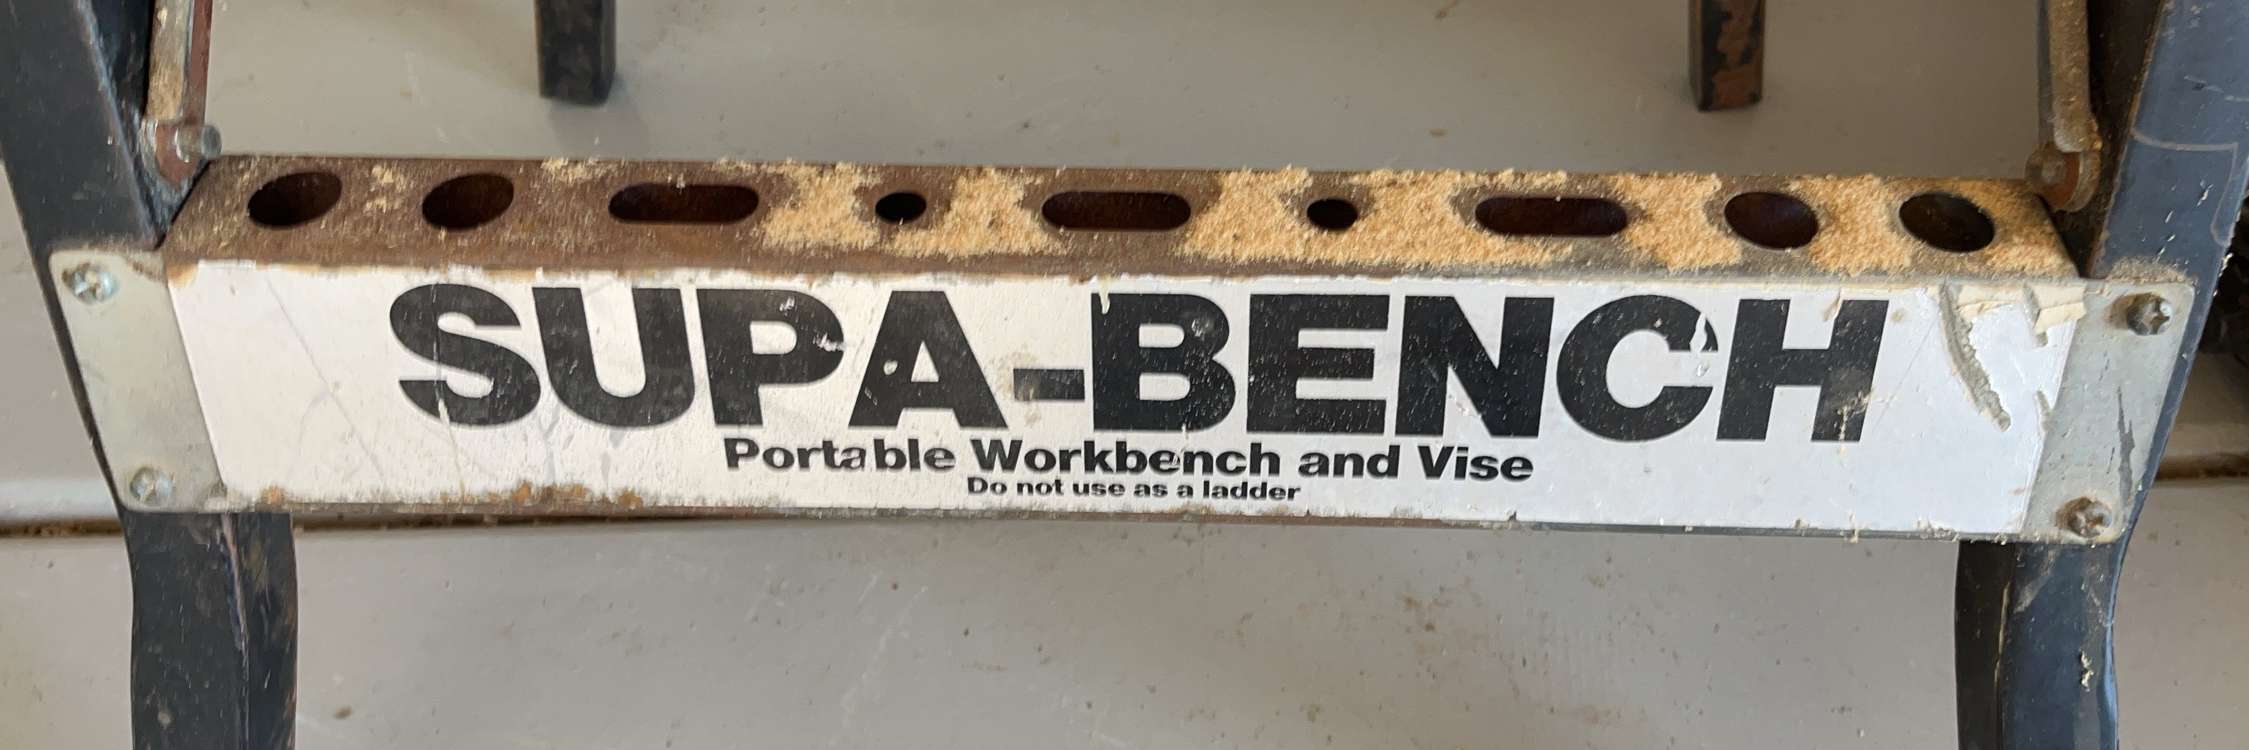 SUPA-BENCH
Portable Workbench and Vise
Do not use as a ladder